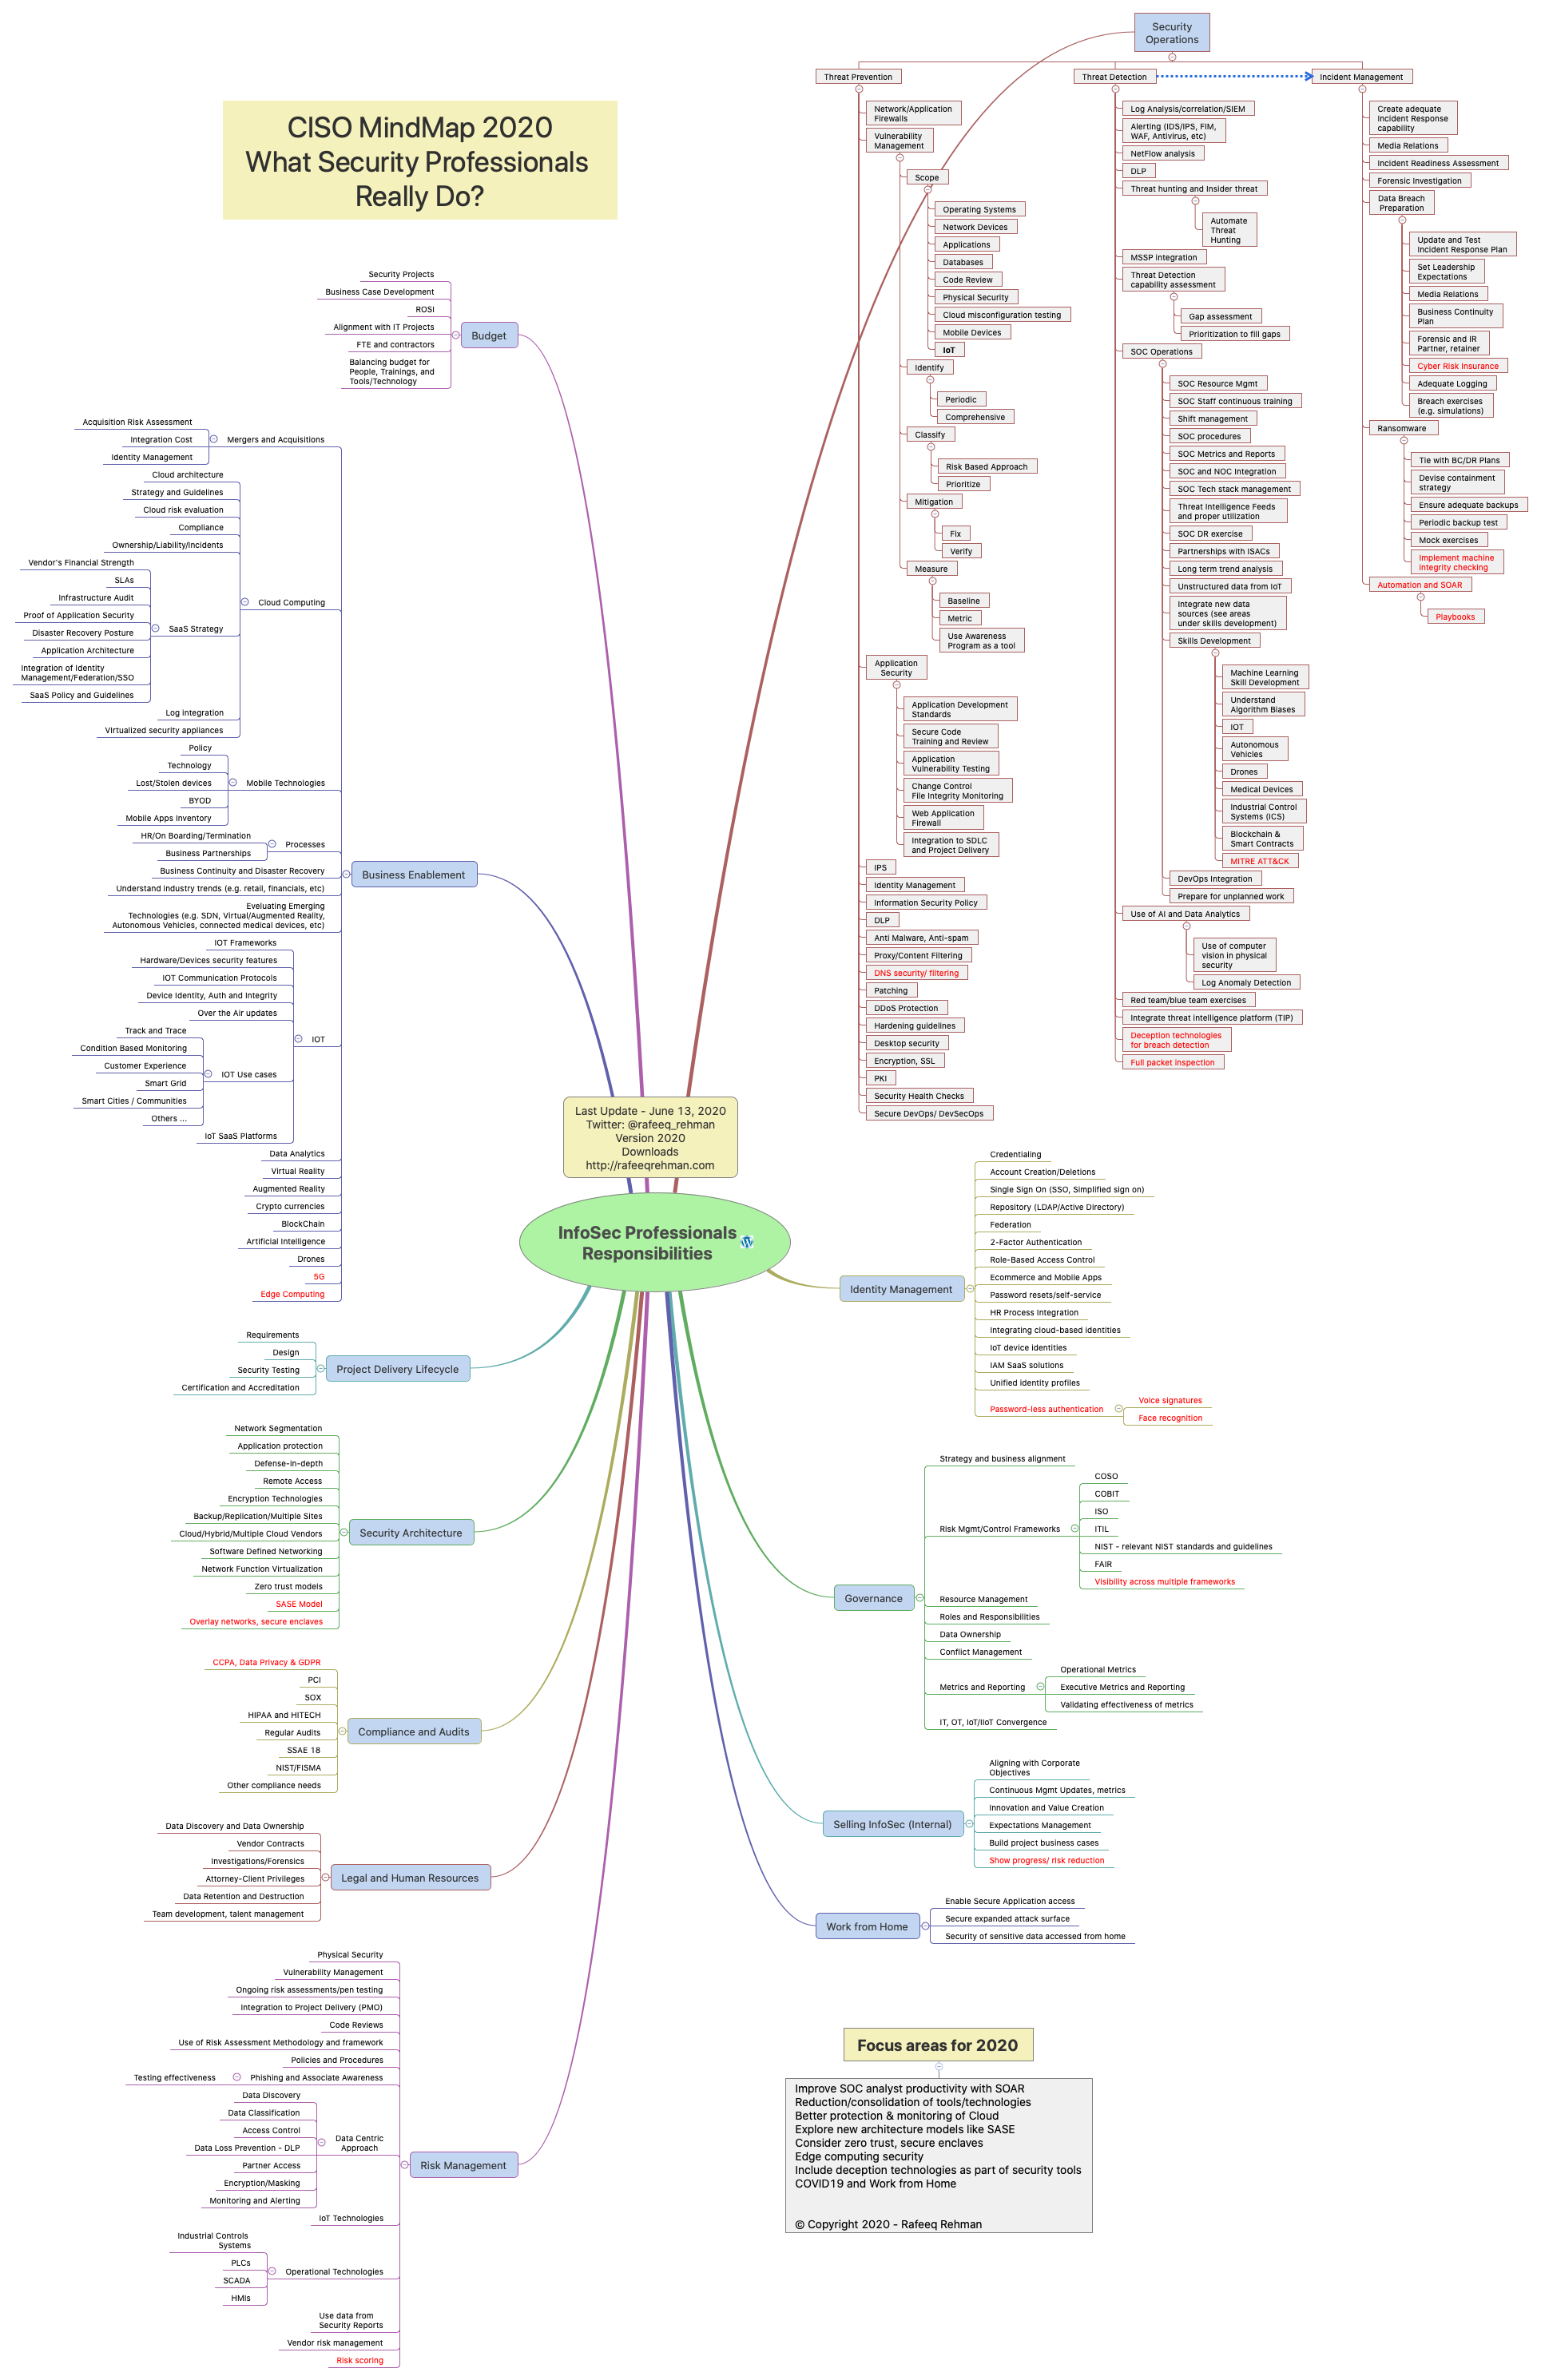 CISO MindMap 2020
What Security Professionals
Really Do?
Security
Operations
Threat Prevention
Network/Application
Firewalls
Vulnerability
Management
Scope
Operating Systems
Network Devices
Applications
Databases
Code Review
Physical Security
Cloud misconfiguration testing
Mobile Devices
IoT
Identify
Periodic
Comprehensive
Classify
Risk Based Approach
Prioritize
Mitigation
Fix
Verify
Measure
Baseline
Metric
Use Awareness
Program as a tool
Application
Security
Application Development
Standards
Secure Code
Training and Review
Application
Vulnerability Testing
Change Control
File Integrity Monitoring
Web Application
Firewall
Integration to SDLC
and Project Delivery
IPS
Identity Management
Information Security Policy
DLP
Anti Malware, Anti-spam
Proxy/Content Filtering
DNS security/ filtering
Patching
DDoS Protection
Hardening guidelines
Desktop security
Encryption, SSL
PKI
Security Health Checks
Secure DevOps/ DevSecOps
Threat Detection
Log Analysis/correlation/SIEM
Alerting (IDS/IPS, FIM,
WAF, Antivirus, etc)
NetFlow analysis
DLP
Threat hunting and Insider threat
Automate
Threat
Hunting
MSSP integration
Threat Detection
capability assessment
Gap assessment
Prioritization to fill gaps
SOC Operations
SOC Resource Mgmt
SOC Staff continuous training
Shift management
SOC procedures
SOC Metrics and Reports
SOC and NOC Integration
SOC Tech stack management
Threat Intelligence Feeds
and proper utilization
SOC DR exercise
Partnerships with ISACs
Long term trend analysis
Unstructured data from IoT
Integrate new data
sources (see areas
under skills development)
Skills Development
Machine Learning
Skill Development
Understand
Algorithm Biases
IOT
Autonomous
Vehicles
Drones
Medical Devices
Industrial Control
Systems (ICS)
Blockchain &
Smart Contracts
MITRE ATT&CK
DevOps Integration
Prepare for unplanned work
Use of AI and Data Analytics
Use of computer
vision in physical
security
Log Anomaly Detection
Red team/blue team exercises
Integrate threat intelligence platform (TIP)
Deception technologies
for breach detection
Full packet inspection
Incident Management
Create adequate
Incident Response
capability
Media Relations
Incident Readiness Assessment
Forensic Investigation
Data Breach
Preparation
Update and Test
Incident Response Plan
Set Leadership
Expectations
Media Relations
Business Continuity
Plan
Forensic and IR
Partner, retainer
Cyber Risk Insurance
Adequate Logging
Breach exercises
(e.g. simulations)
Ransomware
Tie with BC/DR Plans
Devise containment
strategy
Ensure adequate backups
Periodic backup test
Mock exercises
Implement machine
integrity checking
Automation and SOAR
Playbooks
Budget
Security Projects
Business Case Development
ROSI
Alignment with IT Projects
FTE and contractors
Balancing budget for
People, Trainings, and
Tools/Technology
Business Enablement
Mergers and Acquisitions
Acquisition Risk Assessment
Integration Cost
Identity Management
Cloud Computing
Cloud architecture
Strategy and Guidelines
Cloud risk evaluation
Compliance
Ownership/Liability/Incidents
SaaS Strategy
Vendor's Financial Strength
SLAs
Infrastructure Audit
Proof of Application Security
Disaster Recovery Posture
Application Architecture
Integration of Identity
Management/Federation/SSO
SaaS Policy and Guidelines
Log integration
VIrtualized security appliances
Mobile Technologies
Policy
Technology
Lost/Stolen devices
BYOD
Mobile Apps Inventory
Processes
HR/On Boarding/Termination
Business Partnerships
Business Continuity and Disaster Recovery
Understand industry trends (e.g. retail, financials, etc)
Eveluating Emerging
Technologies (e.g. SDN, Virtual/Augmented Reality,
Autonomous Vehicles, connected medical devices, etc)
IOT
IOT Frameworks
Hardware/Devices security features
IOT Communication Protocols
Device Identity, Auth and Integrity
Over the Air updates
IOT Use cases
Track and Trace
Condition Based Monitoring
Customer Experience
Smart Grid
Smart Cities / Communities
Others ...
IoT SaaS Platforms
Data Analytics
Virtual Reality
Augmented Reality
Crypto currencies
BlockChain
Artificial Intelligence
Drones
5G
Edge Computing
Last Update - June 13, 2020
Twitter: @rafeeq_rehman
Version 2020
Downloads
http://rafeeqrehman.com
InfoSec Professionals
Responsibilities
Project Delivery Lifecycle
Requirements
Design
Security Testing
Certification and Accreditation
Security Architecture
Network Segmentation
Application protection
Defense-in-depth
Remote Access
Encryption Technologies
Backup/Replication/Multiple Sites
Cloud/Hybrid/Multiple Cloud Vendors
Software Defined Networking
Network Function Virtualization
Zero trust models
SASE Model
Overlay networks, secure enclaves
Compliance and Audits
CCPA, Data Privacy & GDPR
PCI
SOX
HIPAA and HITECH
Regular Audits
SSAE 18
NIST/FISMA
Other compliance needs
Legal and Human Resources
Data Discovery and Data Ownership
Vendor Contracts
Investigations/Forensics
Attorney-Client Privileges
Data Retention and Destruction
Team development, talent management
Risk Management
Physical Security
Vulnerability Management
Ongoing risk assessments/pen testing
Integration to Project Delivery (PMO)
Code Reviews
Use of Risk Assessment Methodology and framework
Policies and Procedures
Phishing and Associate Awareness
Testing effectiveness
Data Centric
Approach
Data Discovery
Data Classification
Access Control
Data Loss Prevention - DLP
Partner Access
Encryption/Masking
Monitoring and Alerting
IoT Technologies
Operational Technologies
Industrial Controls
Systems
PLCs
SCADA
HMIs
Use data from
Security Reports
Vendor risk management
Risk scoring
Identity Management
Credentialing
Account Creation/Deletions
Single Sign On (SSO, Simplified sign on)
Repository (LDAP/Active Directory)
Federation
2-Factor Authentication
Role-Based Access Control
Ecommerce and Mobile Apps
Password resets/self-service
HR Process Integration
Integrating cloud-based identities
IoT device identities
IAM SaaS solutions
Unified identity profiles
Password-less authentication
Voice signatures
Face recognition
Governance
Strategy and business alignment
Risk Mgmt/Control Frameworks
COSO
COBIT
ISO
ITIL
NIST - relevant NIST standards and guidelines
FAIR
Visibility across multiple frameworks
Resource Management
Roles and Responsibilities
Data Ownership
Conflict Management
Metrics and Reporting
Operational Metrics
Executive Metrics and Reporting
Validating effectiveness of metrics
IT, OT, IoT/IIoT Convergence
Selling InfoSec (Internal)
Aligning with Corporate
Objectives
Continuous Mgmt Updates, metrics
Innovation and Value Creation
Expectations Management
Build project business cases
Show progress/ risk reduction
Work from Home
Enable Secure Application access
Secure expanded attack surface
Security of sensitive data accessed from home
Focus areas for 2020
Improve SOC analyst productivity with SOAR
Reduction/consolidation of tools/technologies
Better protection & monitoring of Cloud
Explore new architecture models like SASE
Consider zero trust, secure enclaves
Edge computing security
Include deception technologies as part of security tools
COVID19 and Work from Home
© Copyright 2020 - Rafeeq Rehman